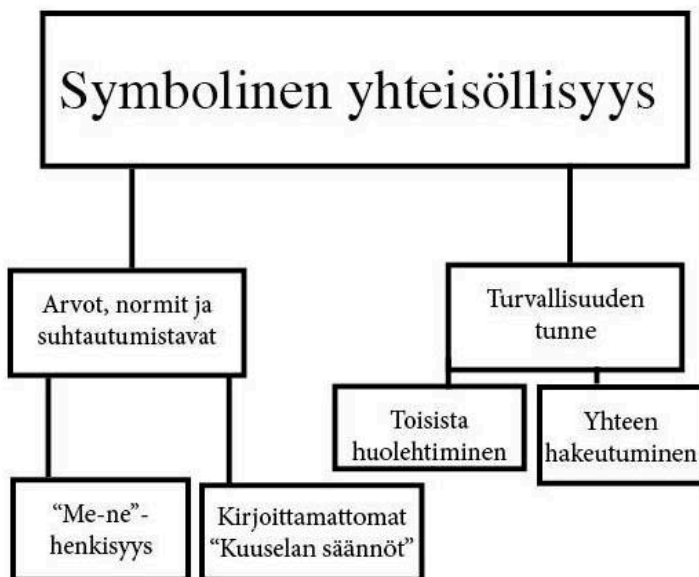 Symbolinen yhteisöllisyys
Arvot, normit ja
suhtautumistavat
Turvallisuuden
tunne
Toisista
huolehtiminen
Yhteen
hakeutuminen
“Me-ne”-
henkisyys
Kirjoittamattomat
“Kuuselan säännöt”